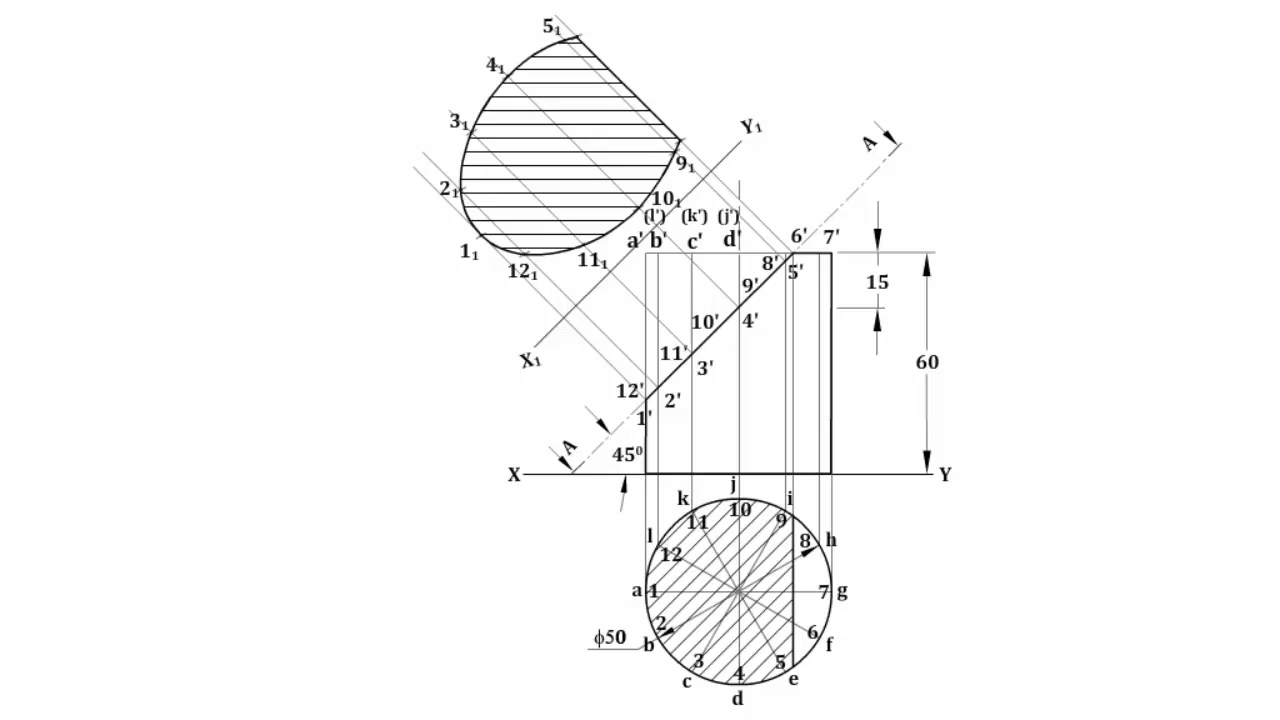 5₁
4₁
Y₁
3₁
A
9₁
2₁
10₁
(l') (k') (j')
6' 7'
a' b' c' d'
1₁
12₁ 11₁
8' 5'
9'
15
10' 4'
X₁
11' 3'
60
12' 2'
1'
A
45⁰
X Y
j
k i
10
11 9
l 8 h
12
a 1 7 g
2 6
ϕ50 b f
3 5
c 4 e
d